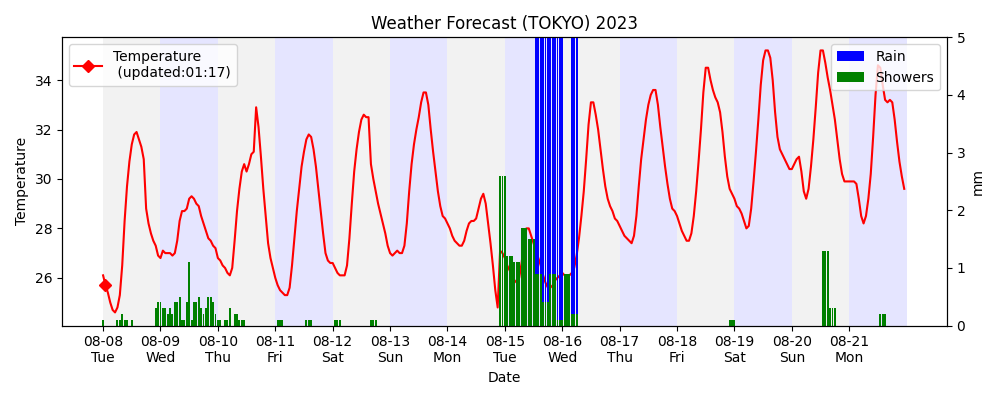 Weather Forecast (TOKYO) 2023
Temperature
(updated:01:17)
Rain
Showers
Temperature
34
32
30
28
26
5
4
3
2
1
0
mm
08-08 08-09 08-10 08-11 08-12 08-13 08-14 08-15 08-16 08-17 08-18 08-19 08-20 08-21
Tue Wed Thu Fri Sat Sun Mon Tue Wed Thu Fri Sat Sun Mon
Date